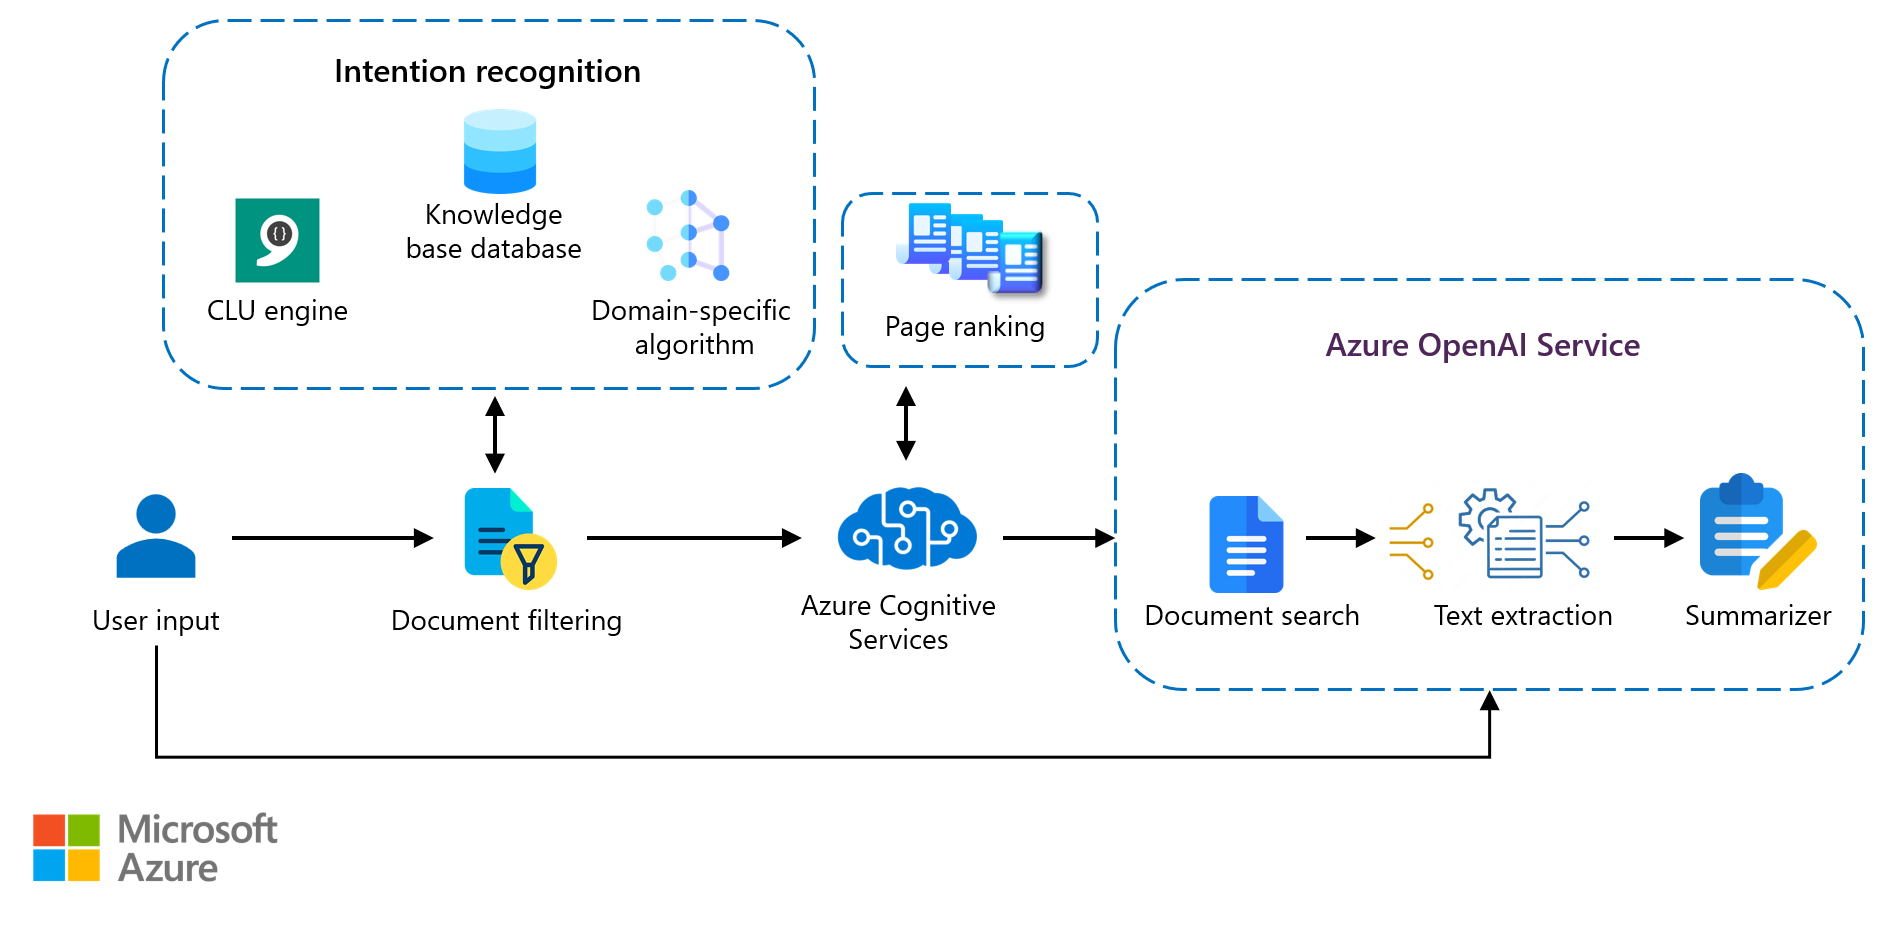 Intention recognition
Knowledge
base database
CLU engine
Domain-specific
algorithm
Page ranking
Azure OpenAI Service
User input
Document filtering
Azure Cognitive
Services
Document search
Text extraction
Summarizer
Microsoft
Azure